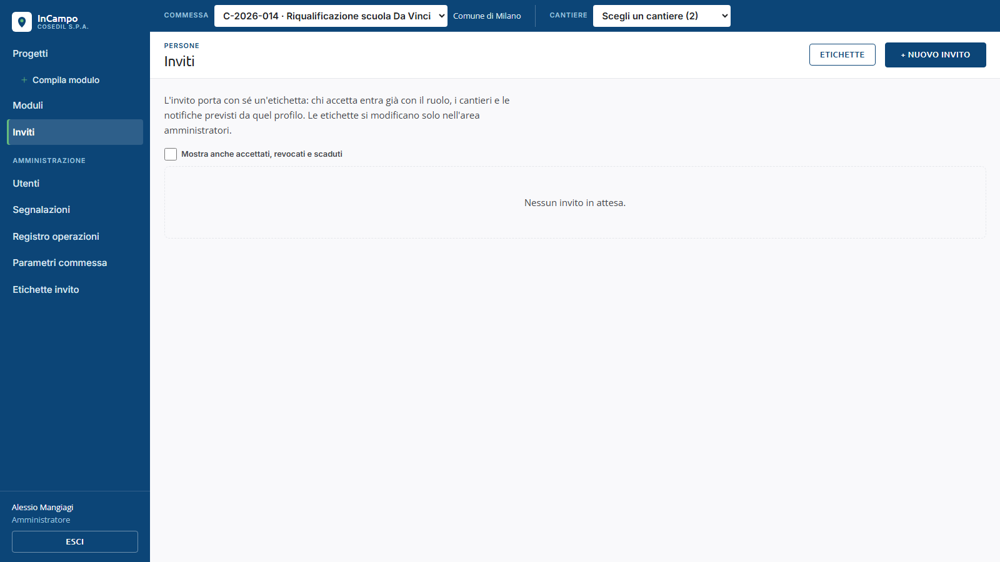 InCampo
COSEDIL S.P.A.
Progetti
+ Compila modulo
Moduli
Inviti
AMMINISTRAZIONE
Utenti
Segnalazioni
Registro operazioni
Parametri commessa
Etichette invito
Alessio Mangiagi
Amministratore
ESCI
COMMESSA C-2026-014 · Riqualificazione scuola Da Vinci Comune di Milano CANTIERE Scegli un cantiere (2)
PERSONE
Inviti
ETICHETTE
+ NUOVO INVITO
L'invito porta con sé un'etichetta: chi accetta entra già con il ruolo, i cantieri e le
notifiche previsti da quel profilo. Le etichette si modificano solo nell'area
amministratori.
Mostra anche accettati, revocati e scaduti
Nessun invito in attesa.